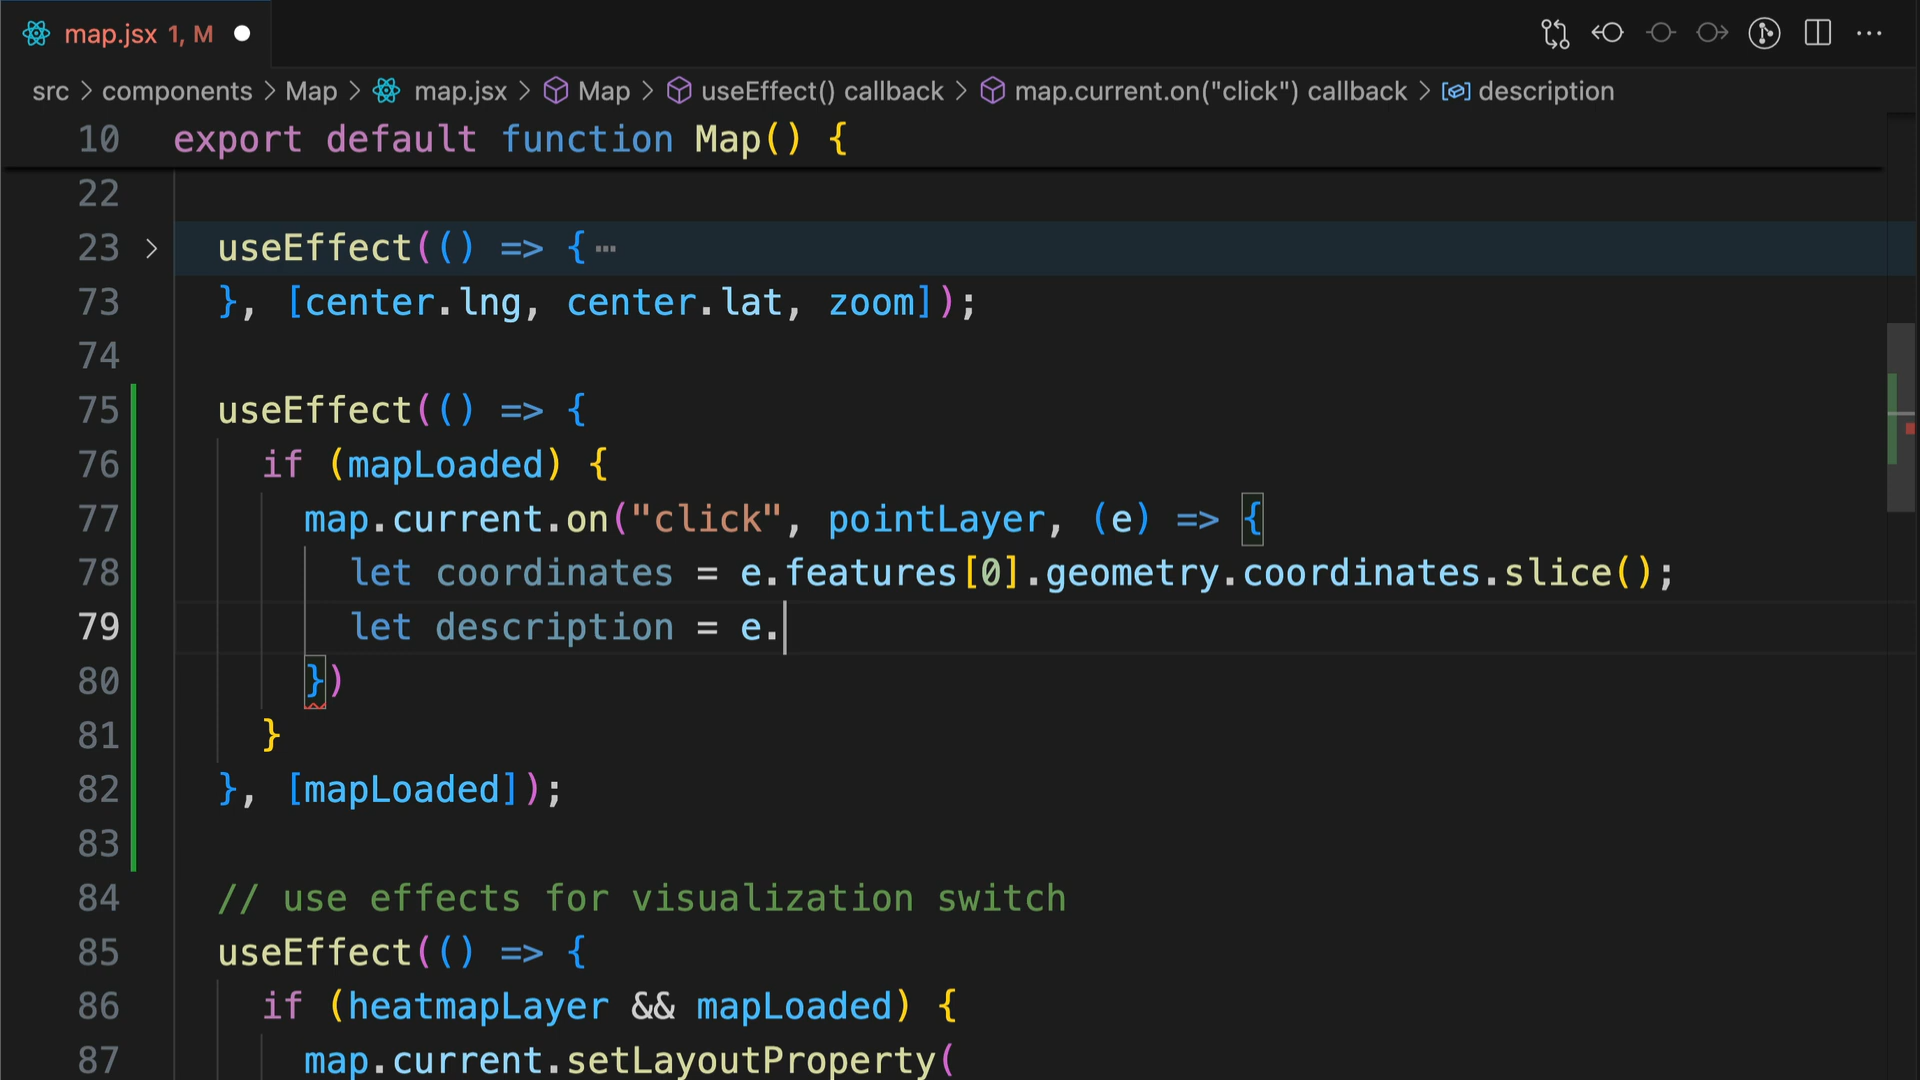 map.jsx 1, M
src > components > Map > map.jsx > Map > useEffect() callback > map.current.on("click") callback > description
10 export default function Map() {
22
23 useEffect(() => { ⋯
73 }, [center.lng, center.lat, zoom]);
74
75 useEffect(() => {
76 if (mapLoaded) {
77 map.current.on("click", pointLayer, (e) => {
78 let coordinates = e.features[0].geometry.coordinates.slice();
79 let description = e.
80 })
81 }
82 }, [mapLoaded]);
83
84 // use effects for visualization switch
85 useEffect(() => {
86 if (heatmapLayer && mapLoaded) {
87 map.current.setLayoutProperty(